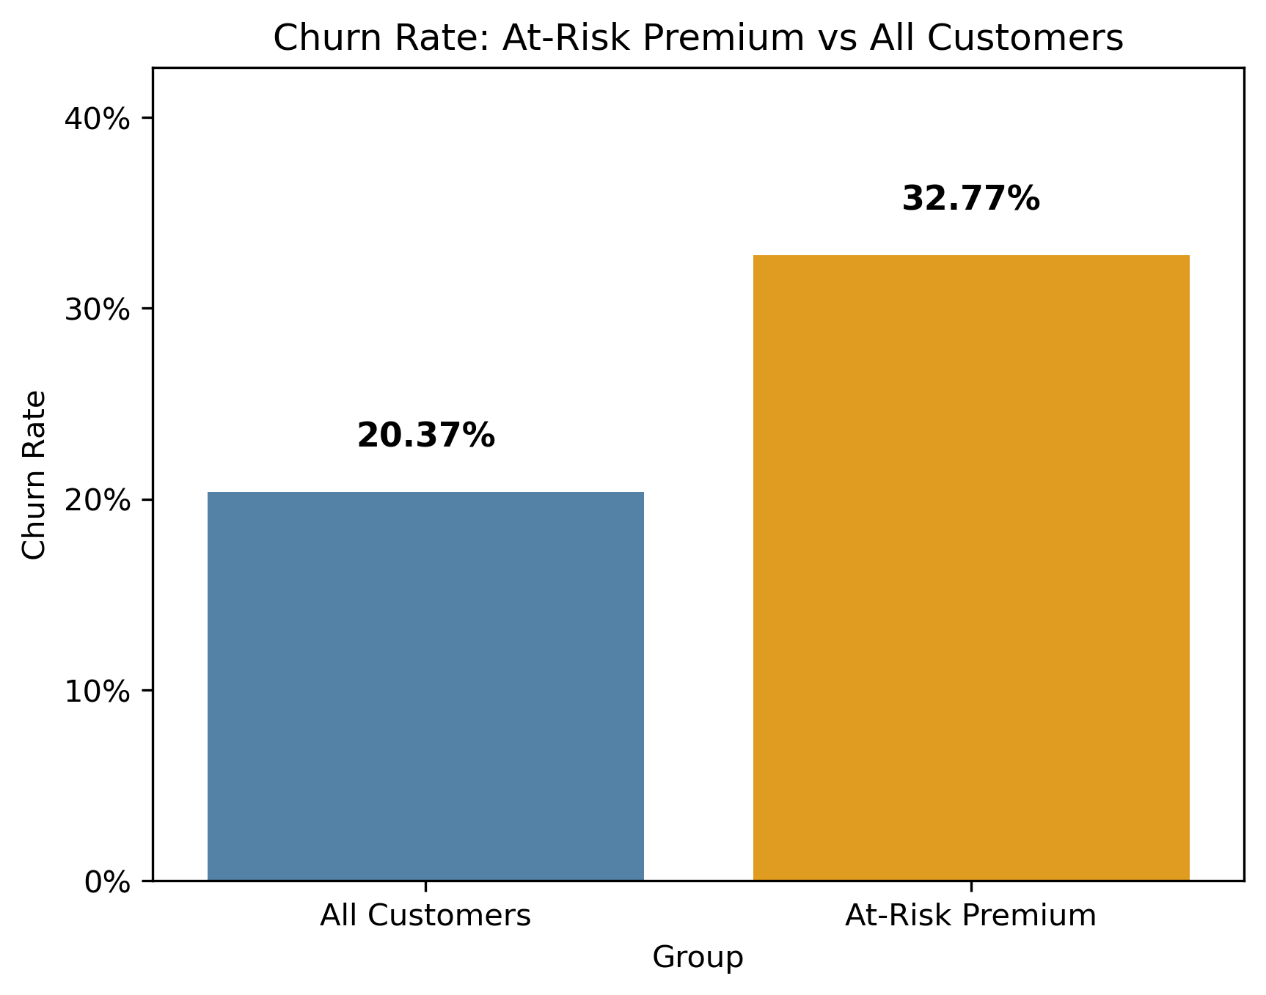 Churn Rate: At-Risk Premium vs All Customers
40%
30%
20%
10%
0%
Churn Rate
20.37%
32.77%
All Customers
At-Risk Premium
Group